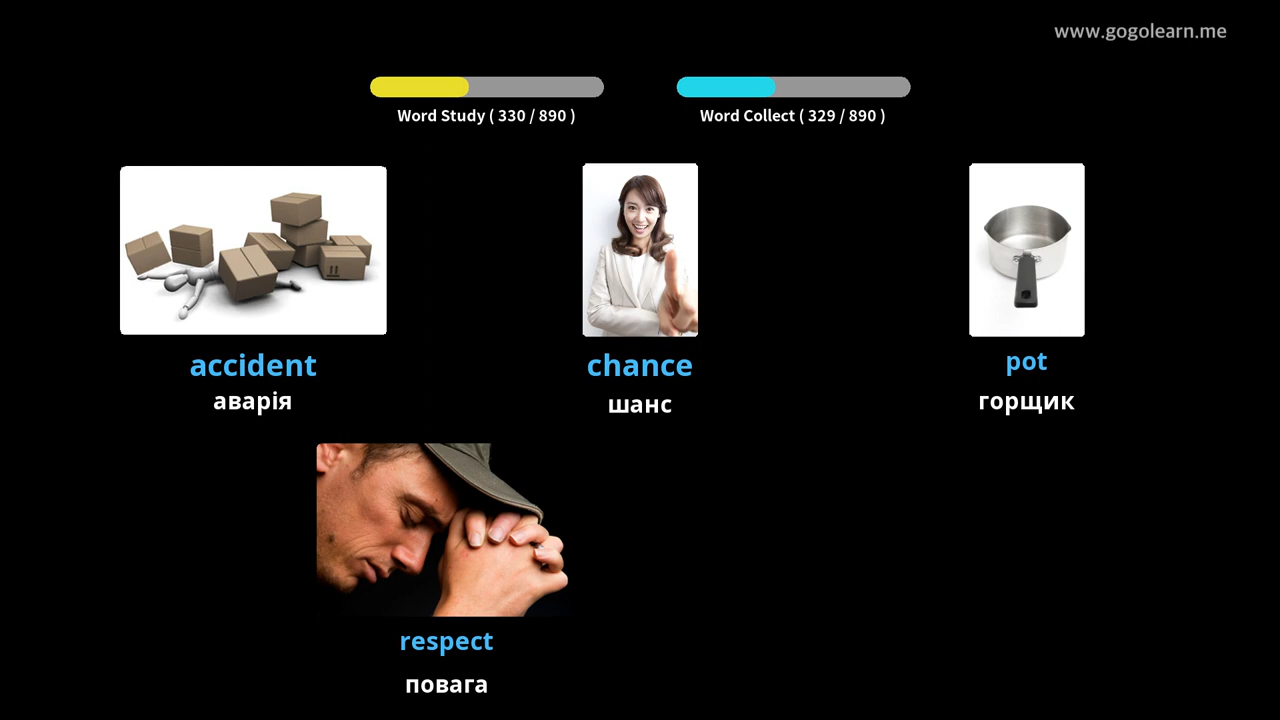 www.gogolearn.me
Word Study ( 330 / 890 )
Word Collect ( 329 / 890 )
accident
аварія
chance
шанс
pot
горщик
respect
повага